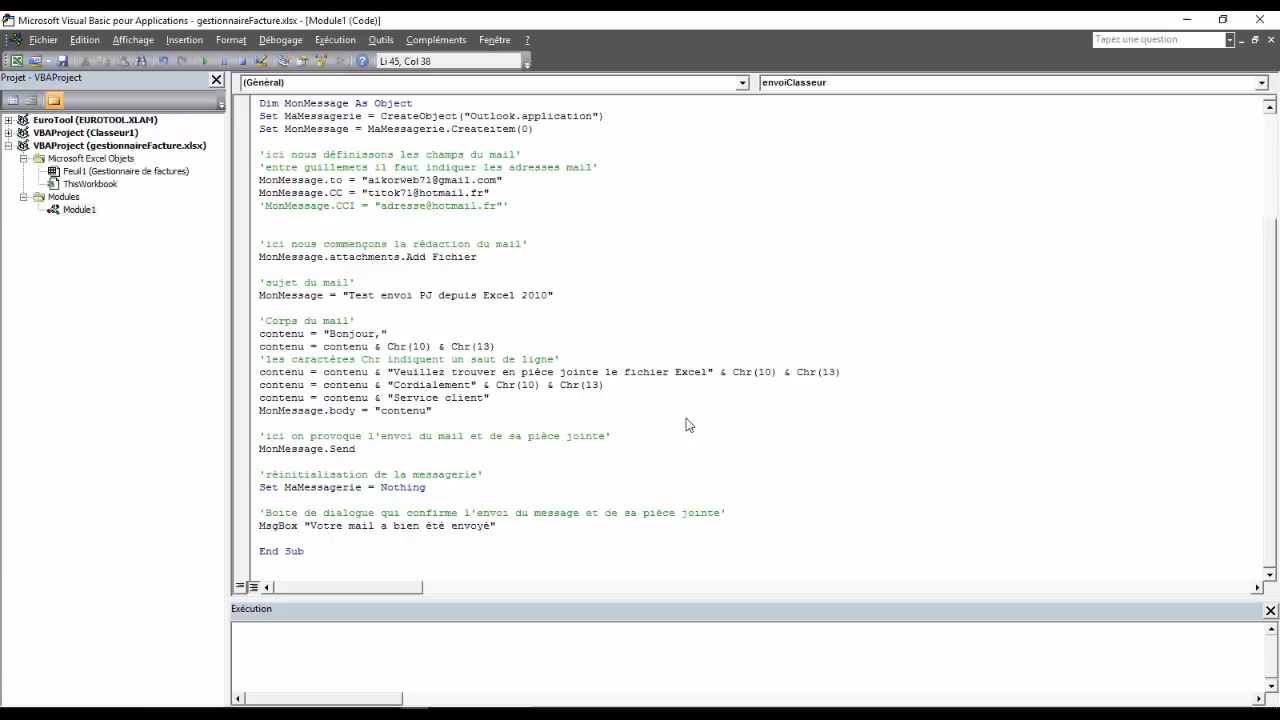 Microsoft Visual Basic pour Applications - gestionnaireFacture.xlsx - [Module1 (Code)]
Fichier Edition Affichage Insertion Format Débogage Exécution Outils Compléments Fenêtre ?
Tapez une question
Li 45, Col 38
Projet - VBAProject
(Général)
envoiClasseur
EuroTool (EUROTOOL.XLAM)
VBAProject (Classeur1)
VBAProject (gestionnaireFacture.xlsx)
Microsoft Excel Objects
Feuil1 (Gestionnaire de factures)
ThisWorkbook
Modules
Module1
Dim MonMessage As Object
Set MaMessagerie = CreateObject("Outlook.application")
Set MonMessage = MaMessagerie.Createitem(0)
'ici nous définissons les champs du mail'
'entre guillemets il faut indiquer les adresses mail'
MonMessage.to = "aikorweb71@gmail.com"
MonMessage.CC = "titok71@hotmail.fr"
'MonMessage.CCI = "adresse@hotmail.fr"'
'ici nous commençons la rédaction du mail'
MonMessage.attachments.Add Fichier
'sujet du mail'
MonMessage = "Test envoi PJ depuis Excel 2010"
'Corps du mail'
contenu = "Bonjour,"
contenu = contenu & Chr(10) & Chr(13)
'les caractères Chr indiquent un saut de ligne'
contenu = contenu & "Veuillez trouver en pièce jointe le fichier Excel" & Chr(10) & Chr(13)
contenu = contenu & "Cordialement" & Chr(10) & Chr(13)
contenu = contenu & "Service client"
MonMessage.body = "contenu"
'ici on provoque l'envoi du mail et de sa pièce jointe'
MonMessage.Send
'réinitialisation de la messagerie'
Set MaMessagerie = Nothing
'Boite de dialogue qui confirme l'envoi du message et de sa pièce jointe'
MsgBox "Votre mail a bien été envoyé"
End Sub
Exécution